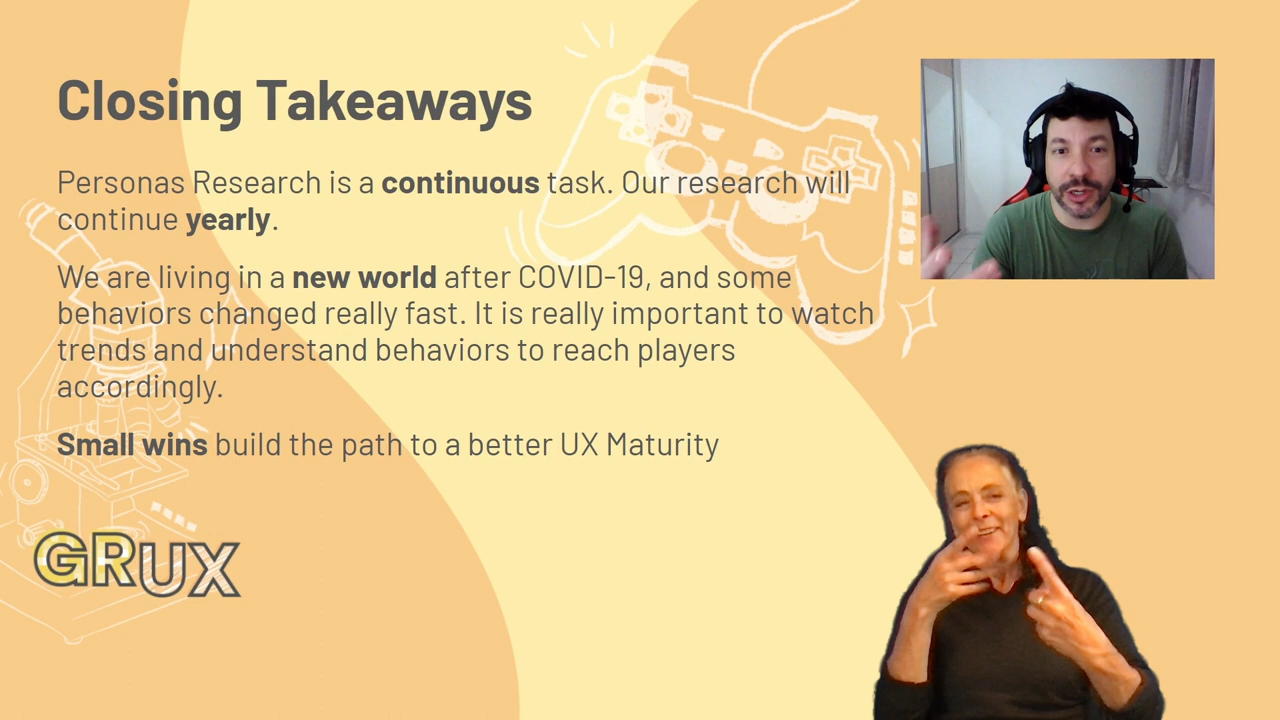 Closing Takeaways
Personas Research is a continuous task. Our research will
continue yearly.
We are living in a new world after COVID-19, and some
behaviors changed really fast. It is really important to watch
trends and understand behaviors to reach players
accordingly.
Small wins build the path to a better UX Maturity
GRUX